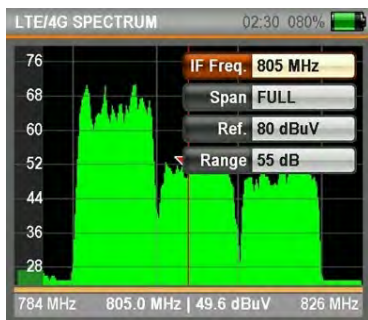 LTE/4G SPECTRUM 02:30 080%
76
IF Freq. 805 MHz
68
Span FULL
60
Ref. 80 dBuV
52
Range 55 dB
44
36
28
784 MHz 805.0 MHz | 49.6 dBuV 826 MHz